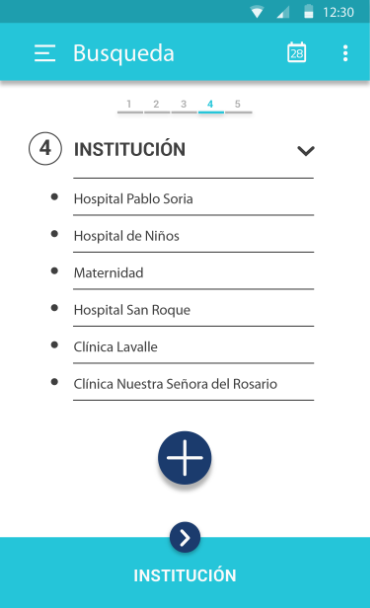 12:30
Busqueda
28
1 2 3 4 5
4 INSTITUCIÓN
Hospital Pablo Soria
Hospital de Niños
Maternidad
Hospital San Roque
Clínica Lavalle
Clínica Nuestra Señora del Rosario
INSTITUCIÓN